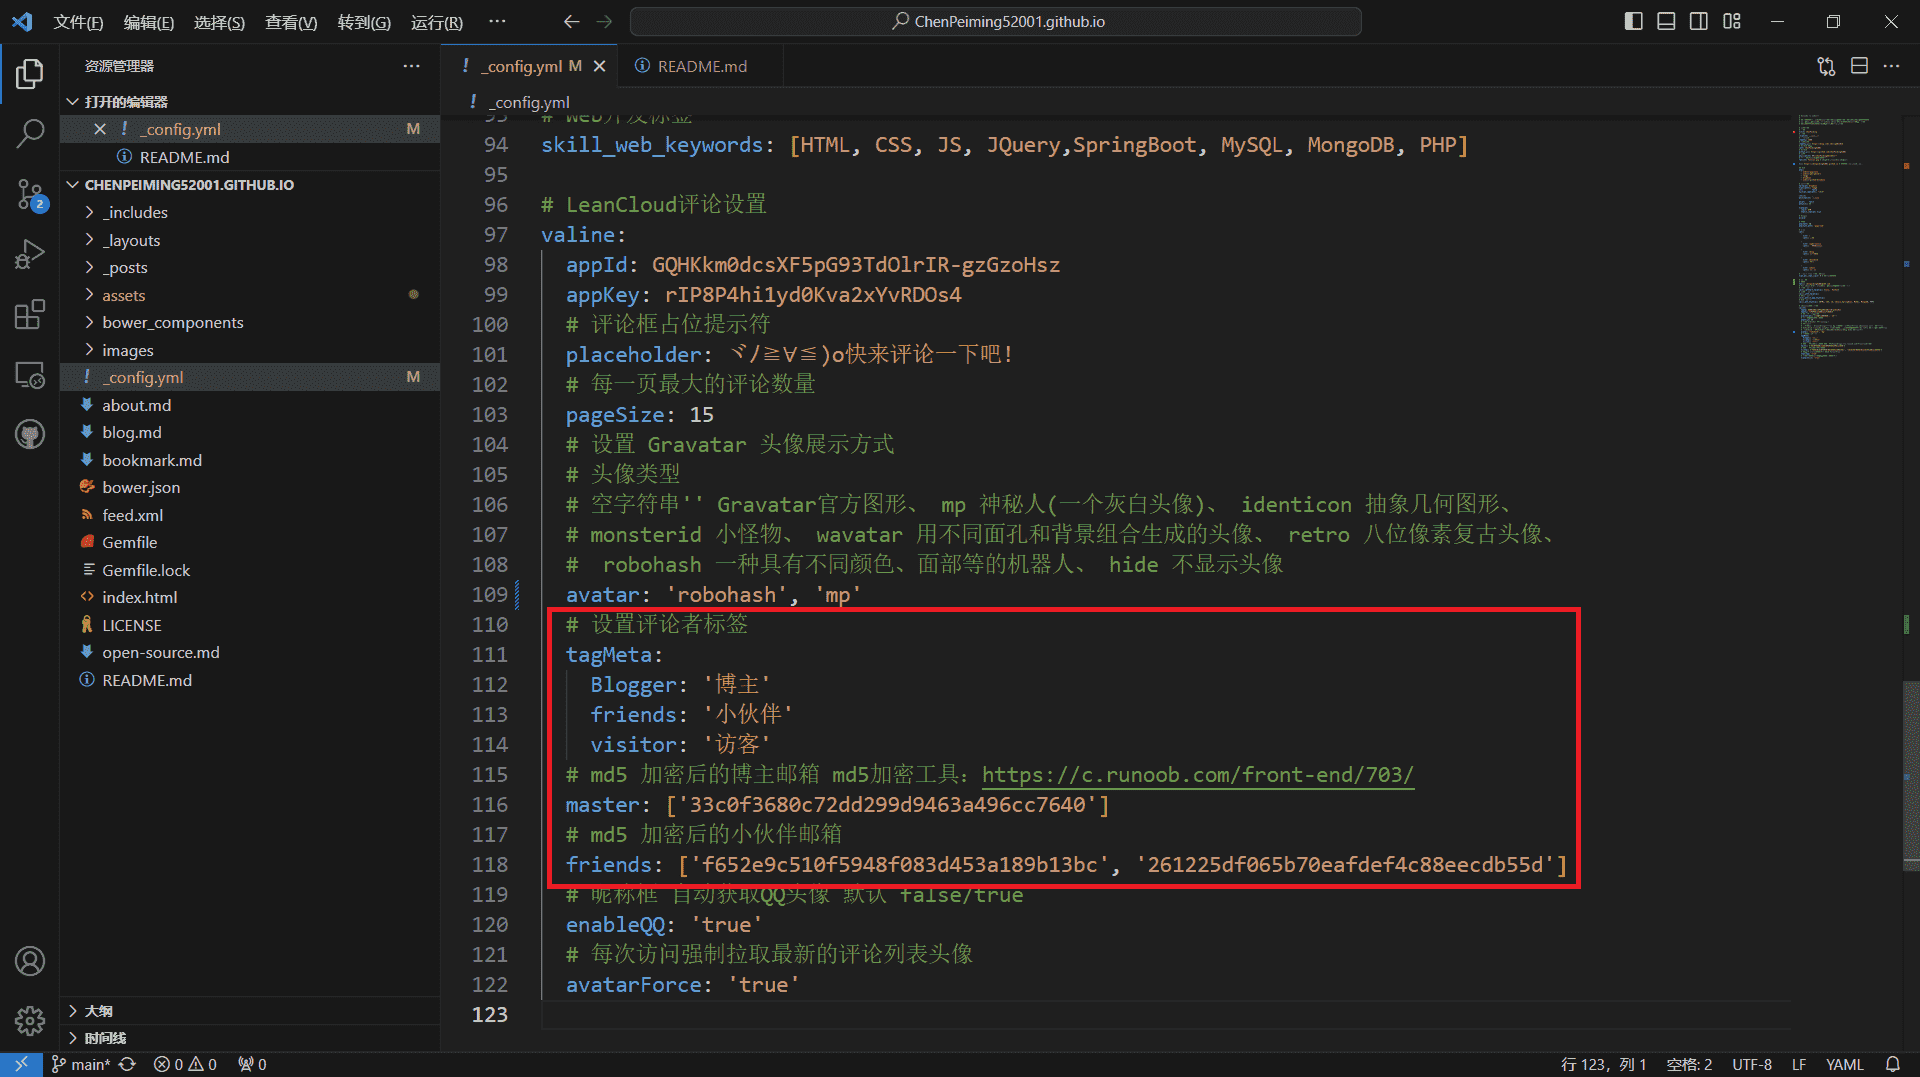 文件(F) 编辑(E) 选择(S) 查看(V) 转到(G) 运行(R) ···
ChenPeiming52001.github.io
资源管理器
打开的编辑器
_config.yml M
README.md
CHENPEIMING52001.GITHUB.IO
_includes
_layouts
_posts
assets
bower_components
images
_config.yml M
about.md
blog.md
bookmark.md
bower.json
feed.xml
Gemfile
Gemfile.lock
index.html
LICENSE
open-source.md
README.md
大纲
时间线
2
_config.yml M
README.md
_config.yml
93 # Web开发标签
94 skill_web_keywords: [HTML, CSS, JS, JQuery,SpringBoot, MySQL, MongoDB, PHP]
95
96 # LeanCloud评论设置
97 valine:
98 appId: GQHKkm0dcsXF5pG93TdOlrIR-gzGzoHsz
99 appKey: rIP8P4hi1yd0Kva2xYvRDOs4
100 # 评论框占位提示符
101 placeholder: ヾﾉ≧∀≦)o快来评论一下吧!
102 # 每一页最大的评论数量
103 pageSize: 15
104 # 设置 Gravatar 头像展示方式
105 # 头像类型
106 # 空字符串'' Gravatar官方图形、 mp 神秘人(一个灰白头像)、 identicon 抽象几何图形、
107 # monsterid 小怪物、 wavatar 用不同面孔和背景组合生成的头像、 retro 八位像素复古头像、
108 #  robohash 一种具有不同颜色、面部等的机器人、 hide 不显示头像
109 avatar: 'robohash', 'mp'
110 # 设置评论者标签
111 tagMeta:
112 Blogger: '博主'
113 friends: '小伙伴'
114 visitor: '访客'
115 # md5 加密后的博主邮箱 md5加密工具：https://c.runoob.com/front-end/703/
116 master: ['33c0f3680c72dd299d9463a496cc7640']
117 # md5 加密后的小伙伴邮箱
118 friends: ['f652e9c510f5948f083d453a189b13bc', '261225df065b70eafdef4c88eecdb55d']
119 # 昵称框 自动获取QQ头像 默认 false/true
120 enableQQ: 'true'
121 # 每次访问强制拉取最新的评论列表头像
122 avatarForce: 'true'
123
main* 0 0 0
行 123，列 1 空格: 2 UTF-8 LF YAML